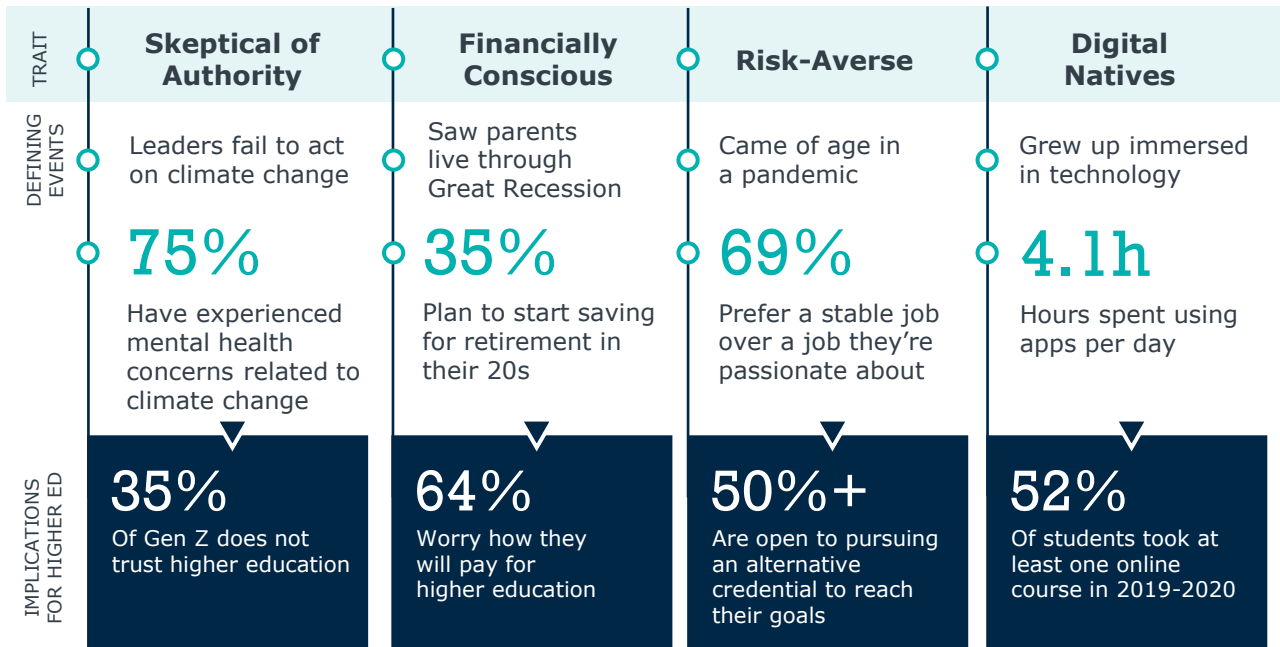 TRAIT
Skeptical of
Authority
Financially
Conscious
Risk-Averse
Digital
Natives
DEFINING
EVENTS
Leaders fail to act
on climate change
Saw parents
live through
Great Recession
Came of age in
a pandemic
Grew up immersed
in technology
75%
Have experienced
mental health
concerns related to
climate change
35%
Plan to start saving
for retirement in
their 20s
69%
Prefer a stable job
over a job they’re
passionate about
4.1h
Hours spent using
apps per day
IMPLICATIONS
FOR HIGHER ED
35%
Of Gen Z does not
trust higher education
64%
Worry how they
will pay for
higher education
50%+
Are open to pursuing
an alternative
credential to reach
their goals
52%
Of students took at
least one online
course in 2019-2020